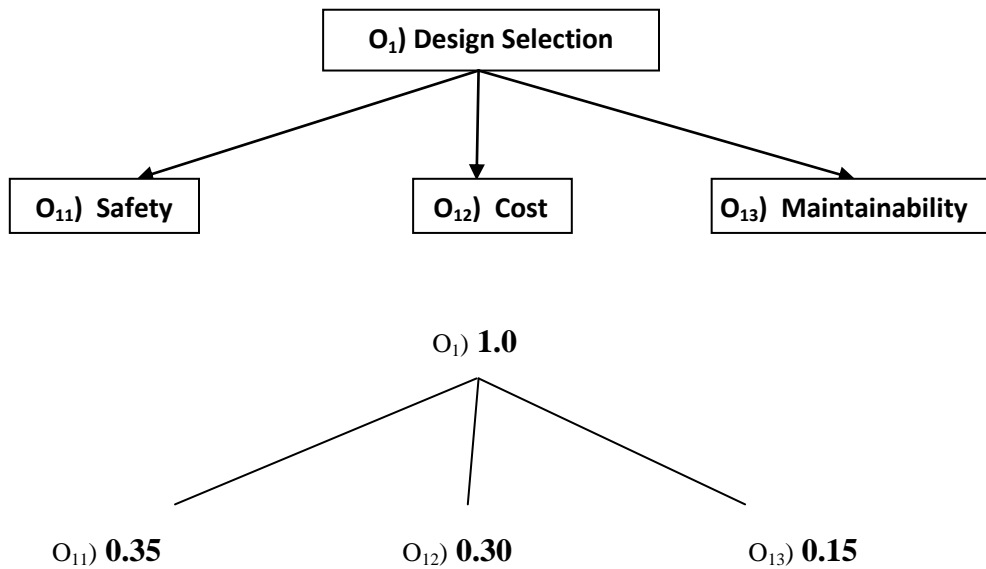 O₁) Design Selection
O₁₁) Safety
O₁₂) Cost
O₁₃) Maintainability
O₁) 1.0
O₁₁) 0.35
O₁₂) 0.30
O₁₃) 0.15